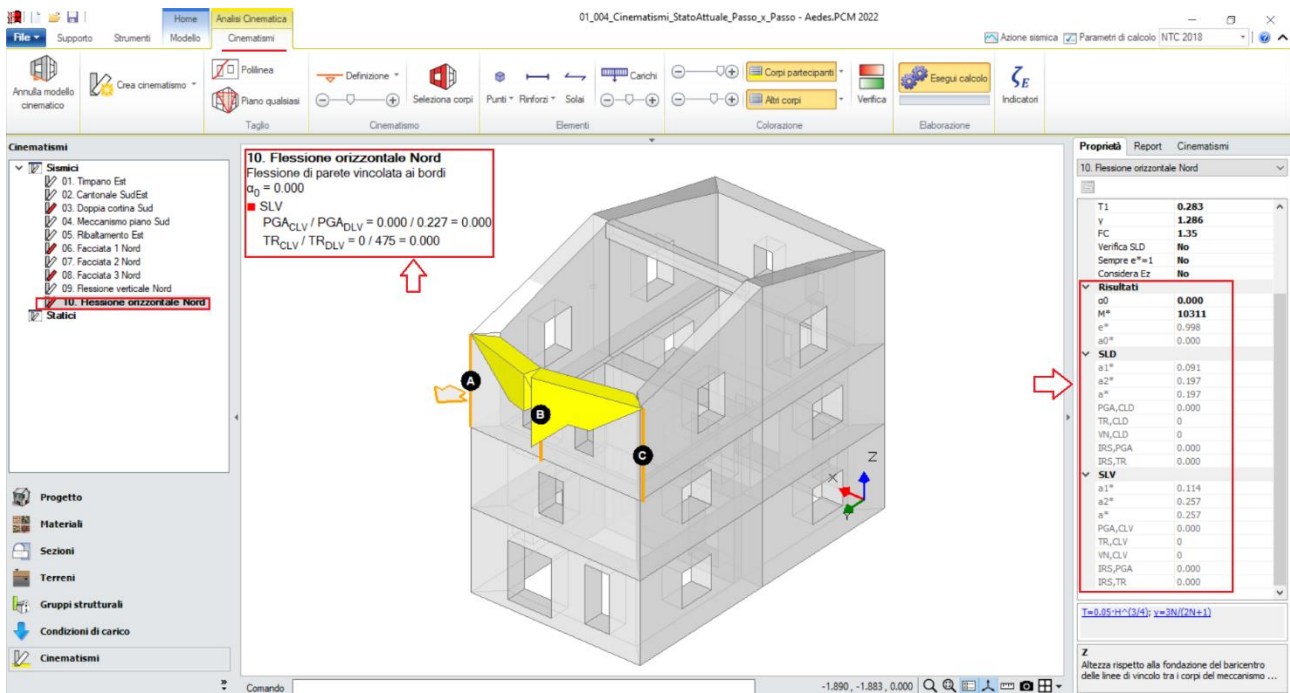 01_004_Cinematismi_StatoAttuale_Passo_x_Passo - Aedes.PCM 2022
Home
Analisi Cinematica
File
Supporto
Strumenti
Modello
Cinematismi
Azione sismica
Parametri di calcolo
NTC 2018
Annulla modello cinematico
Crea cinematismo
Polilinea
Piano qualsiasi
Taglio
Definizione
Seleziona corpi
Cinematismo
Punti
Rinforzi
Solai
Carichi
Elementi
Corpi partecipanti
Altri corpi
Verifica
Colorazione
Esegui calcolo
Elaborazione
ζE
Indicatori
Cinematismi
Sismici
01. Timpano Est
02. Cantonale SudEst
03. Doppia cortina Sud
04. Meccanismo piano Sud
05. Ribaltamento Est
06. Facciata 1 Nord
07. Facciata 2 Nord
08. Facciata 3 Nord
09. Flessione verticale Nord
10. Flessione orizzontale Nord
Statici
Progetto
Materiali
Sezioni
Terreni
Gruppi strutturali
Condizioni di carico
Cinematismi
10. Flessione orizzontale Nord
Flessione di parete vincolata ai bordi
α0 = 0.000
SLV
PGACLV / PGADLV = 0.000 / 0.227 = 0.000
TRCLV / TRDLV = 0 / 475 = 0.000
A
B
C
Z
X
Y
Comando
-1.890 , -1.883 , 0.000
Proprietà
Report
Cinematismi
10. Flessione orizzontale Nord
T1 0.283
γ 1.286
FC 1.35
Verifica SLD No
Sempre e*=1 No
Considera Ez No
Risultati
α0 0.000
M* 10311
e* 0.998
a0* 0.000
SLD
a1* 0.091
a2* 0.197
a* 0.197
PGA,CLD 0.000
TR,CLD 0
VN,CLD 0
IRS,PGA 0.000
IRS,TR 0.000
SLV
a1* 0.114
a2* 0.257
a* 0.257
PGA,CLV 0.000
TR,CLV 0
VN,CLV 0
IRS,PGA 0.000
IRS,TR 0.000
T=0.05·H^(3/4); γ=3N/(2N+1)
Z
Altezza rispetto alla fondazione del baricentro
delle linee di vincolo tra i corpi del meccanismo ...